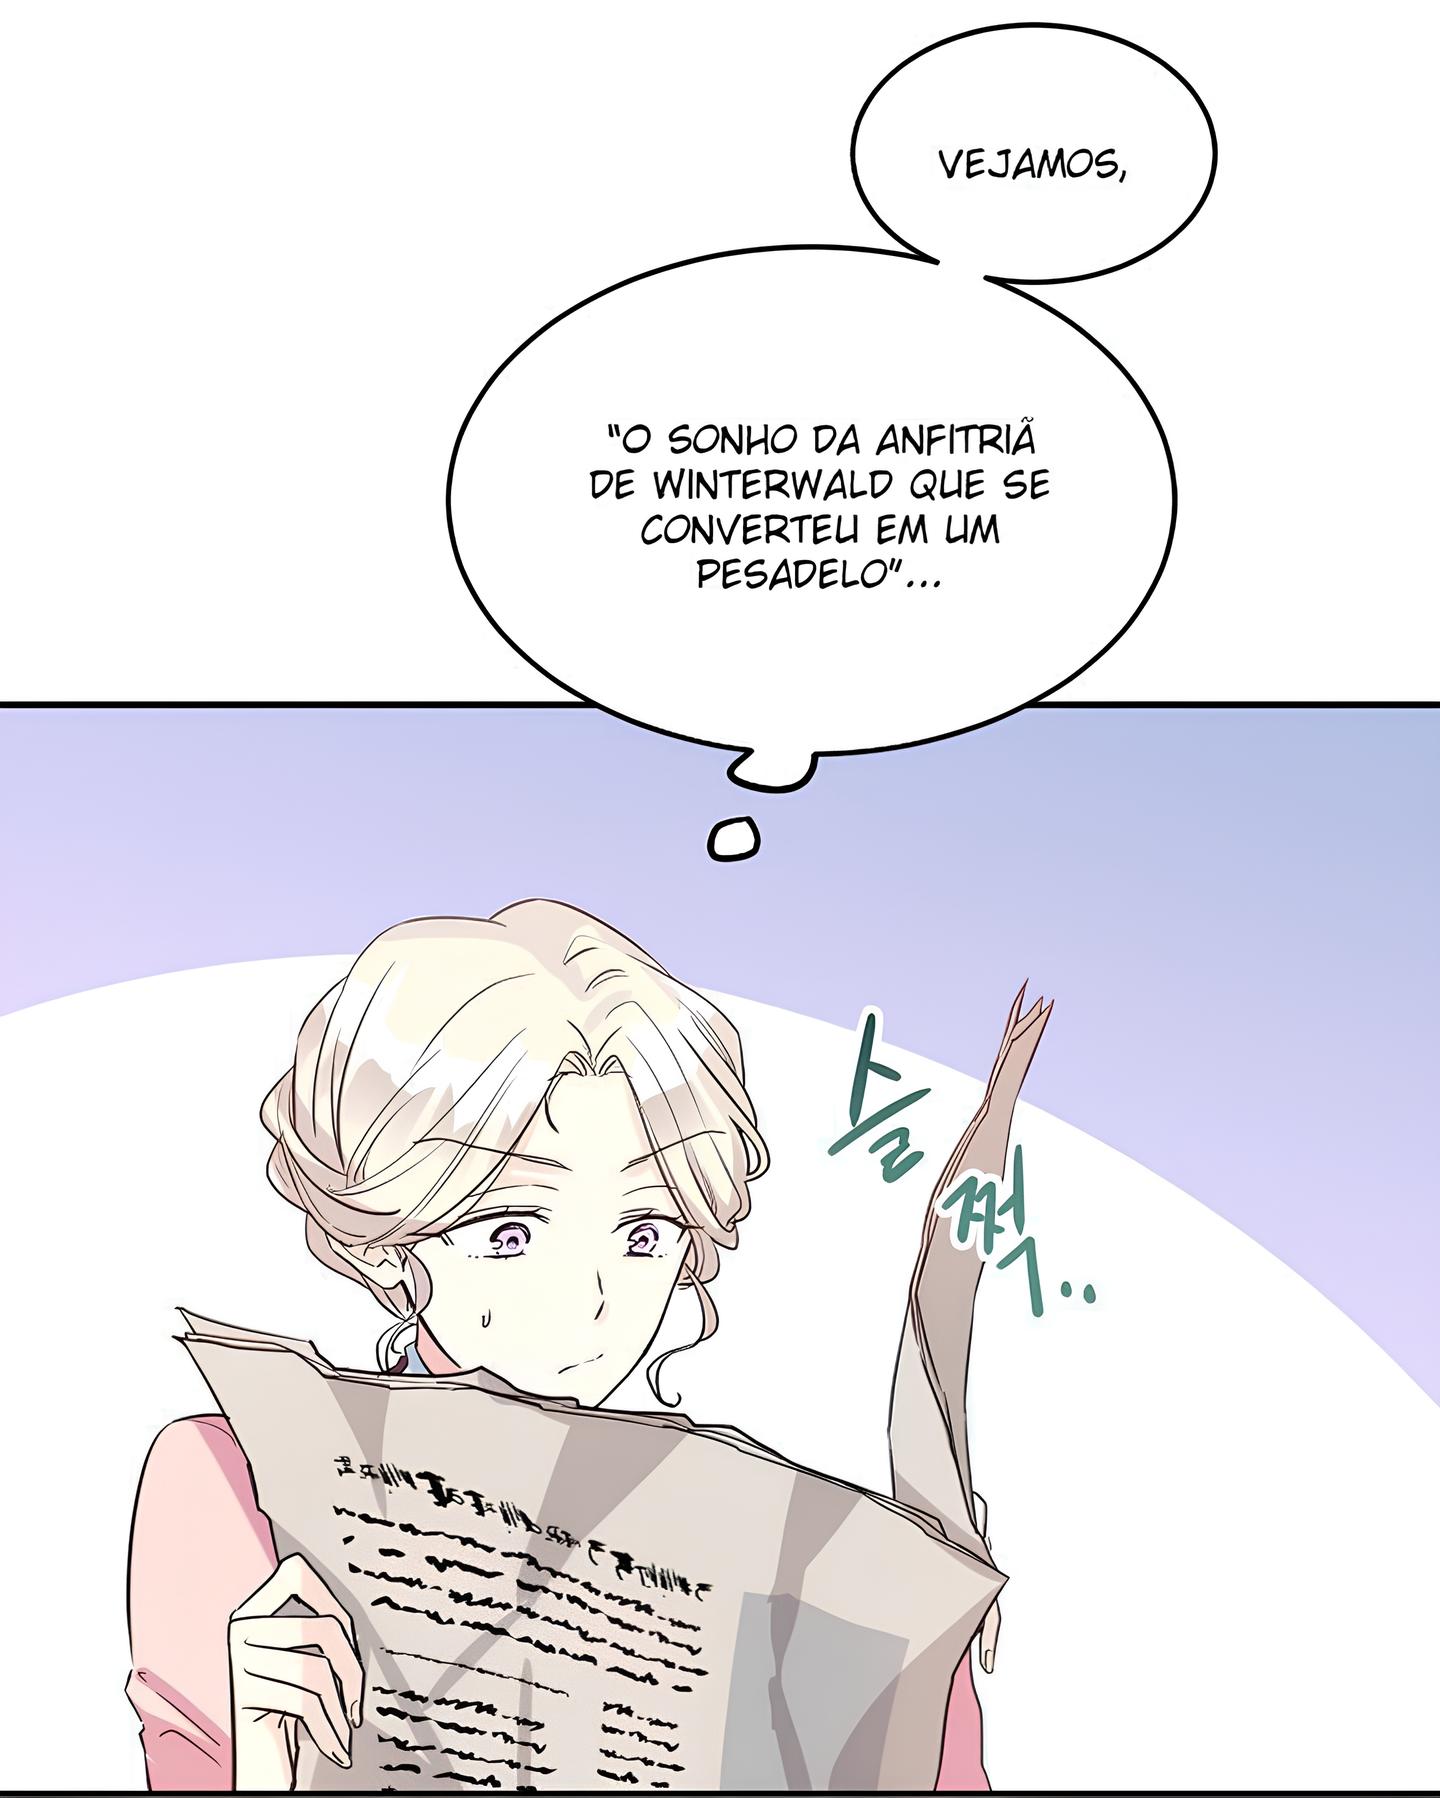 VEJAMOS,
"O SONHO DA ANFITRIÃ
DE WINTERWALD QUE SE
CONVERTEU EM UM
PESADELO"...
슬
쩍..